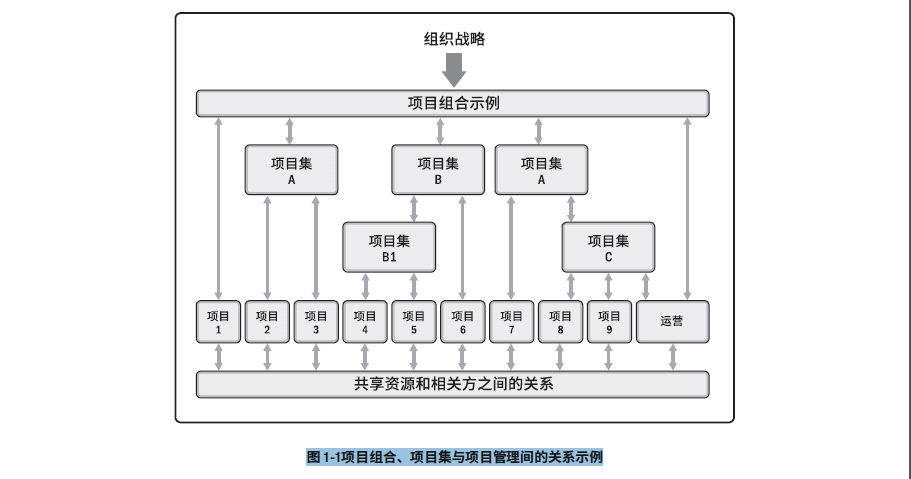 组织战略
项目组合示例
项目集
A
项目集
B
项目集
A
项目集
B1
项目集
C
项目
1
项目
2
项目
3
项目
4
项目
5
项目
6
项目
7
项目
8
项目
9
运营
共享资源和相关方之间的关系
图 1-1项目组合、项目集与项目管理间的关系示例